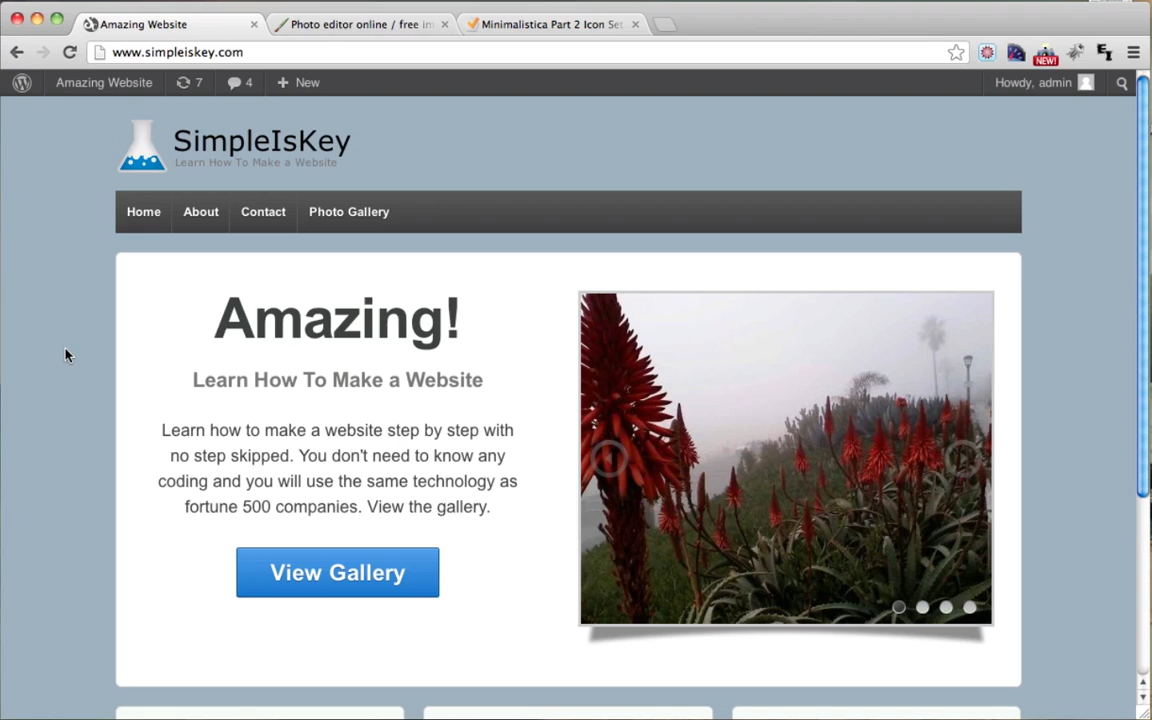 Amazing Website
Photo editor online / free im
Minimalistica Part 2 Icon Set
www.simpleiskey.com
NEW!
EI
Amazing Website 7 4 + New Howdy, admin
SimpleIsKey
Learn How To Make a Website
Home About Contact Photo Gallery
Amazing!
Learn How To Make a Website
Learn how to make a website step by step with
no step skipped. You don't need to know any
coding and you will use the same technology as
fortune 500 companies. View the gallery.
View Gallery